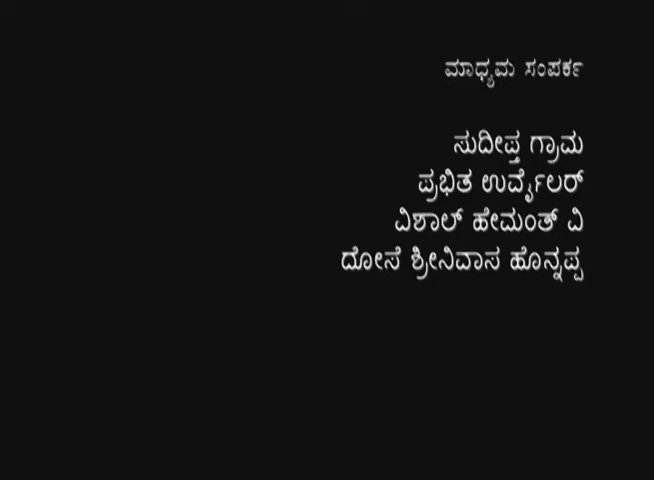 ಮಾಧ್ಯಮ ಸಂಪರ್ಕ
ಸುದೀಪ್ತ ಗ್ರಾಮ
ಪ್ರಭಿತ ಉರ್ವೈಲರ್
ವಿಶಾಲ್ ಹೇಮಂತ್ ವಿ
ದೋಸೆ ಶ್ರೀನಿವಾಸ ಹೊನ್ನಪ್ಪ